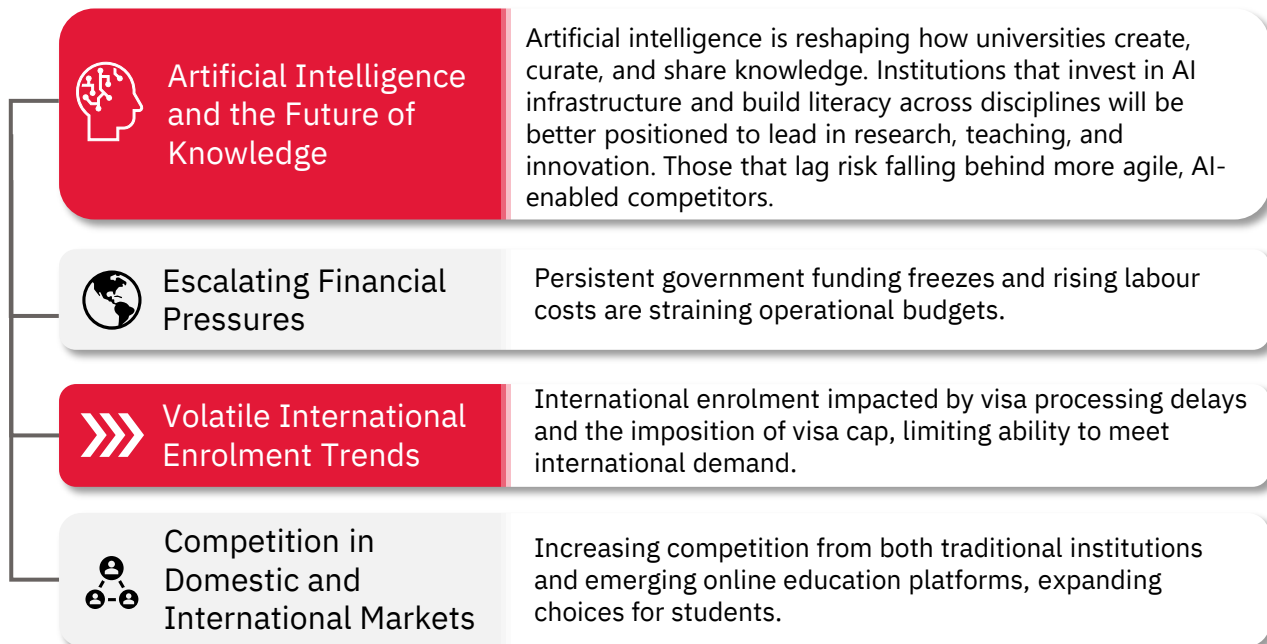 Artificial Intelligence
and the Future of
Knowledge
Artificial intelligence is reshaping how universities create,
curate, and share knowledge. Institutions that invest in AI
infrastructure and build literacy across disciplines will be
better positioned to lead in research, teaching, and
innovation. Those that lag risk falling behind more agile, AI-
enabled competitors.
Escalating Financial
Pressures
Persistent government funding freezes and rising labour
costs are straining operational budgets.
Volatile International
Enrolment Trends
International enrolment impacted by visa processing delays
and the imposition of visa cap, limiting ability to meet
international demand.
Competition in
Domestic and
International Markets
Increasing competition from both traditional institutions
and emerging online education platforms, expanding
choices for students.